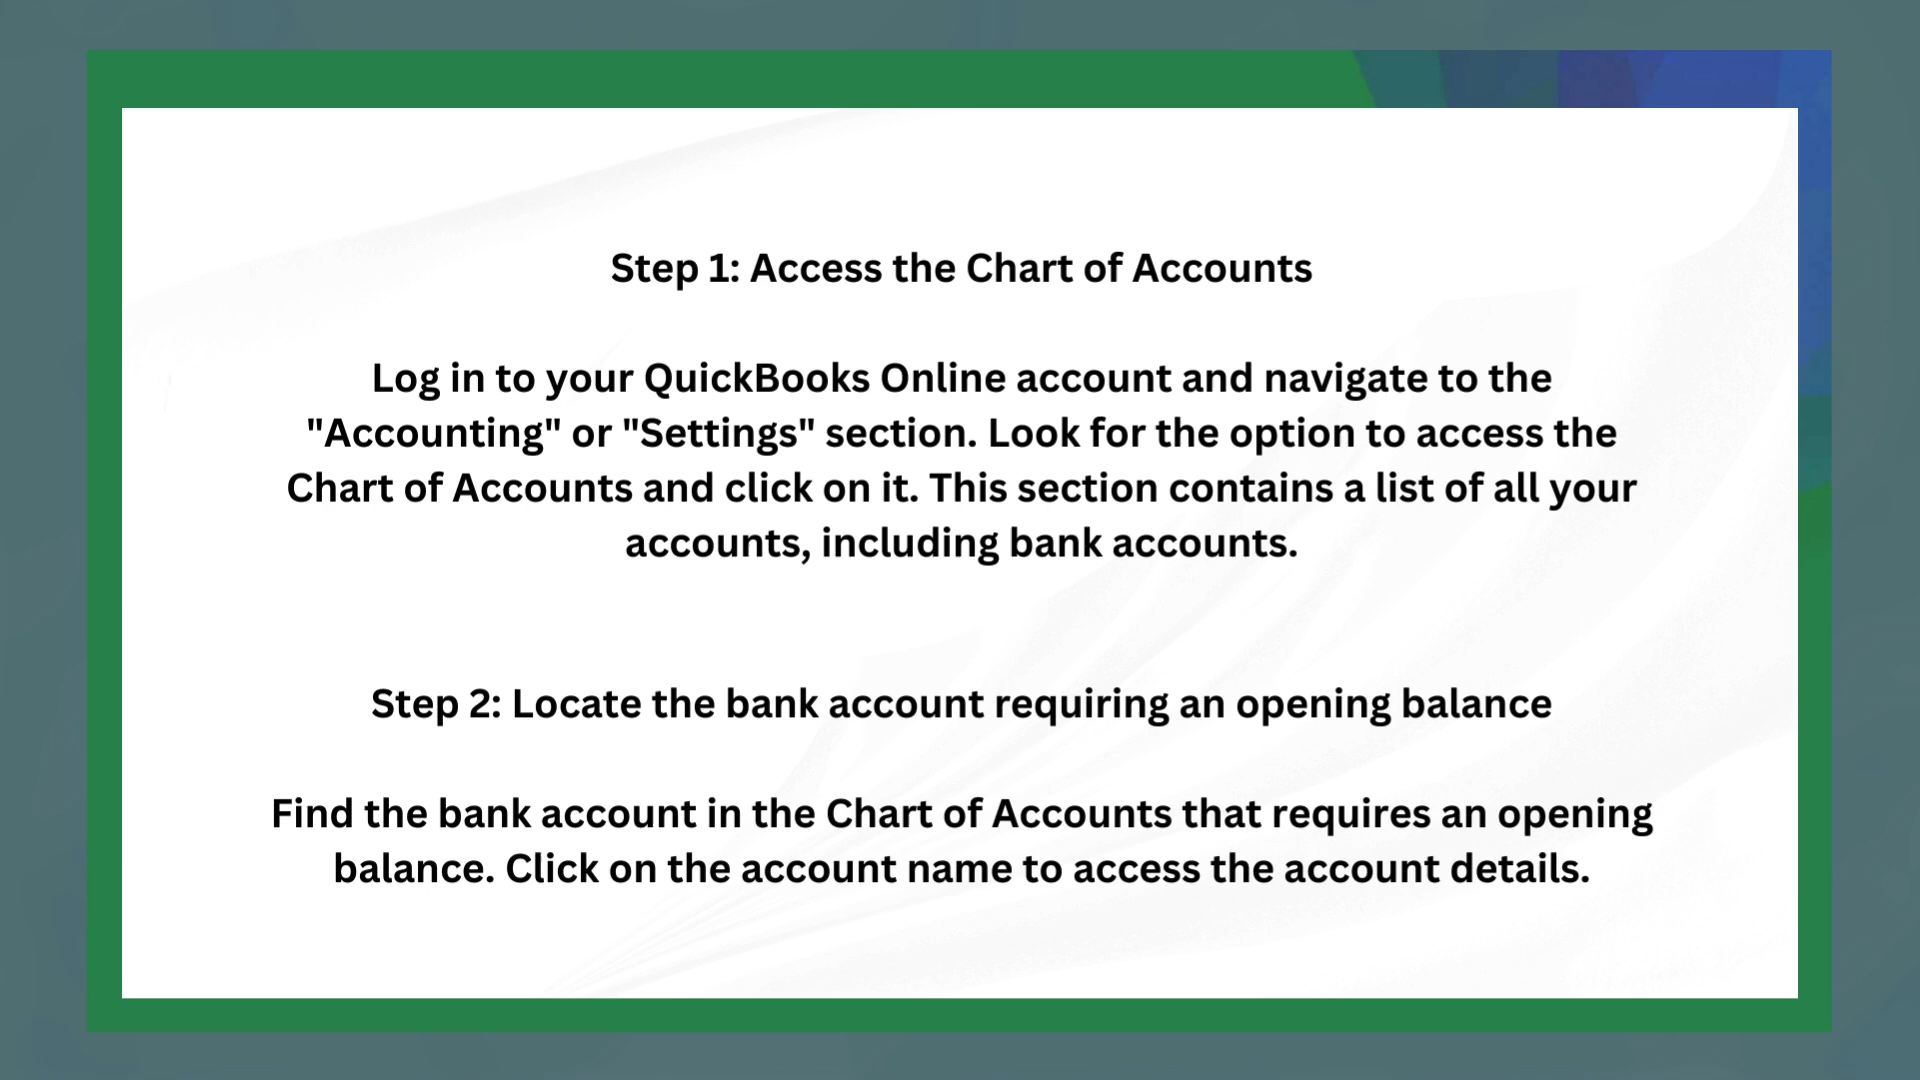 Step 1: Access the Chart of Accounts
Log in to your QuickBooks Online account and navigate to the
"Accounting" or "Settings" section. Look for the option to access the
Chart of Accounts and click on it. This section contains a list of all your
accounts, including bank accounts.
Step 2: Locate the bank account requiring an opening balance
Find the bank account in the Chart of Accounts that requires an opening
balance. Click on the account name to access the account details.